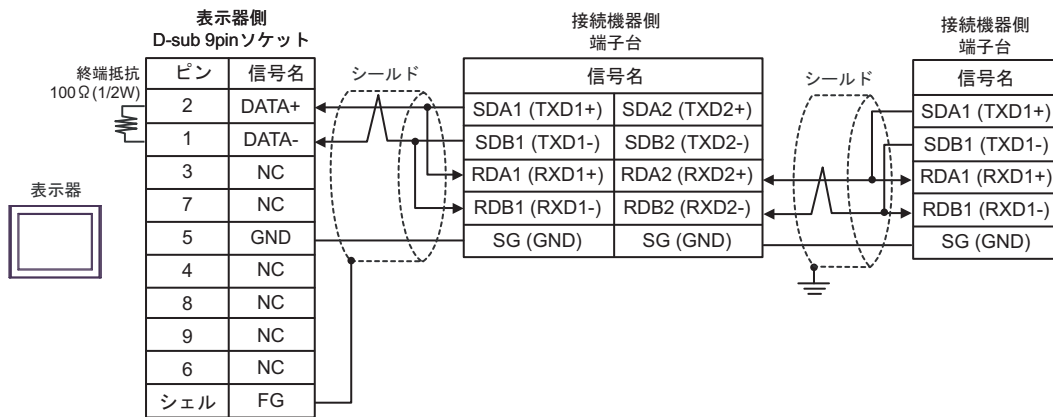 表示器側
D-sub 9pinソケット
終端抵抗
100Ω(1/2W)
表示器
ピン 信号名
2 DATA+
1 DATA-
3 NC
7 NC
5 GND
4 NC
8 NC
9 NC
6 NC
シェル FG
シールド
接続機器側
端子台
信号名
SDA1 (TXD1+) SDA2 (TXD2+)
SDB1 (TXD1-) SDB2 (TXD2-)
RDA1 (RXD1+) RDA2 (RXD2+)
RDB1 (RXD1-) RDB2 (RXD2-)
SG (GND) SG (GND)
シールド
接続機器側
端子台
信号名
SDA1 (TXD1+)
SDB1 (TXD1-)
RDA1 (RXD1+)
RDB1 (RXD1-)
SG (GND)